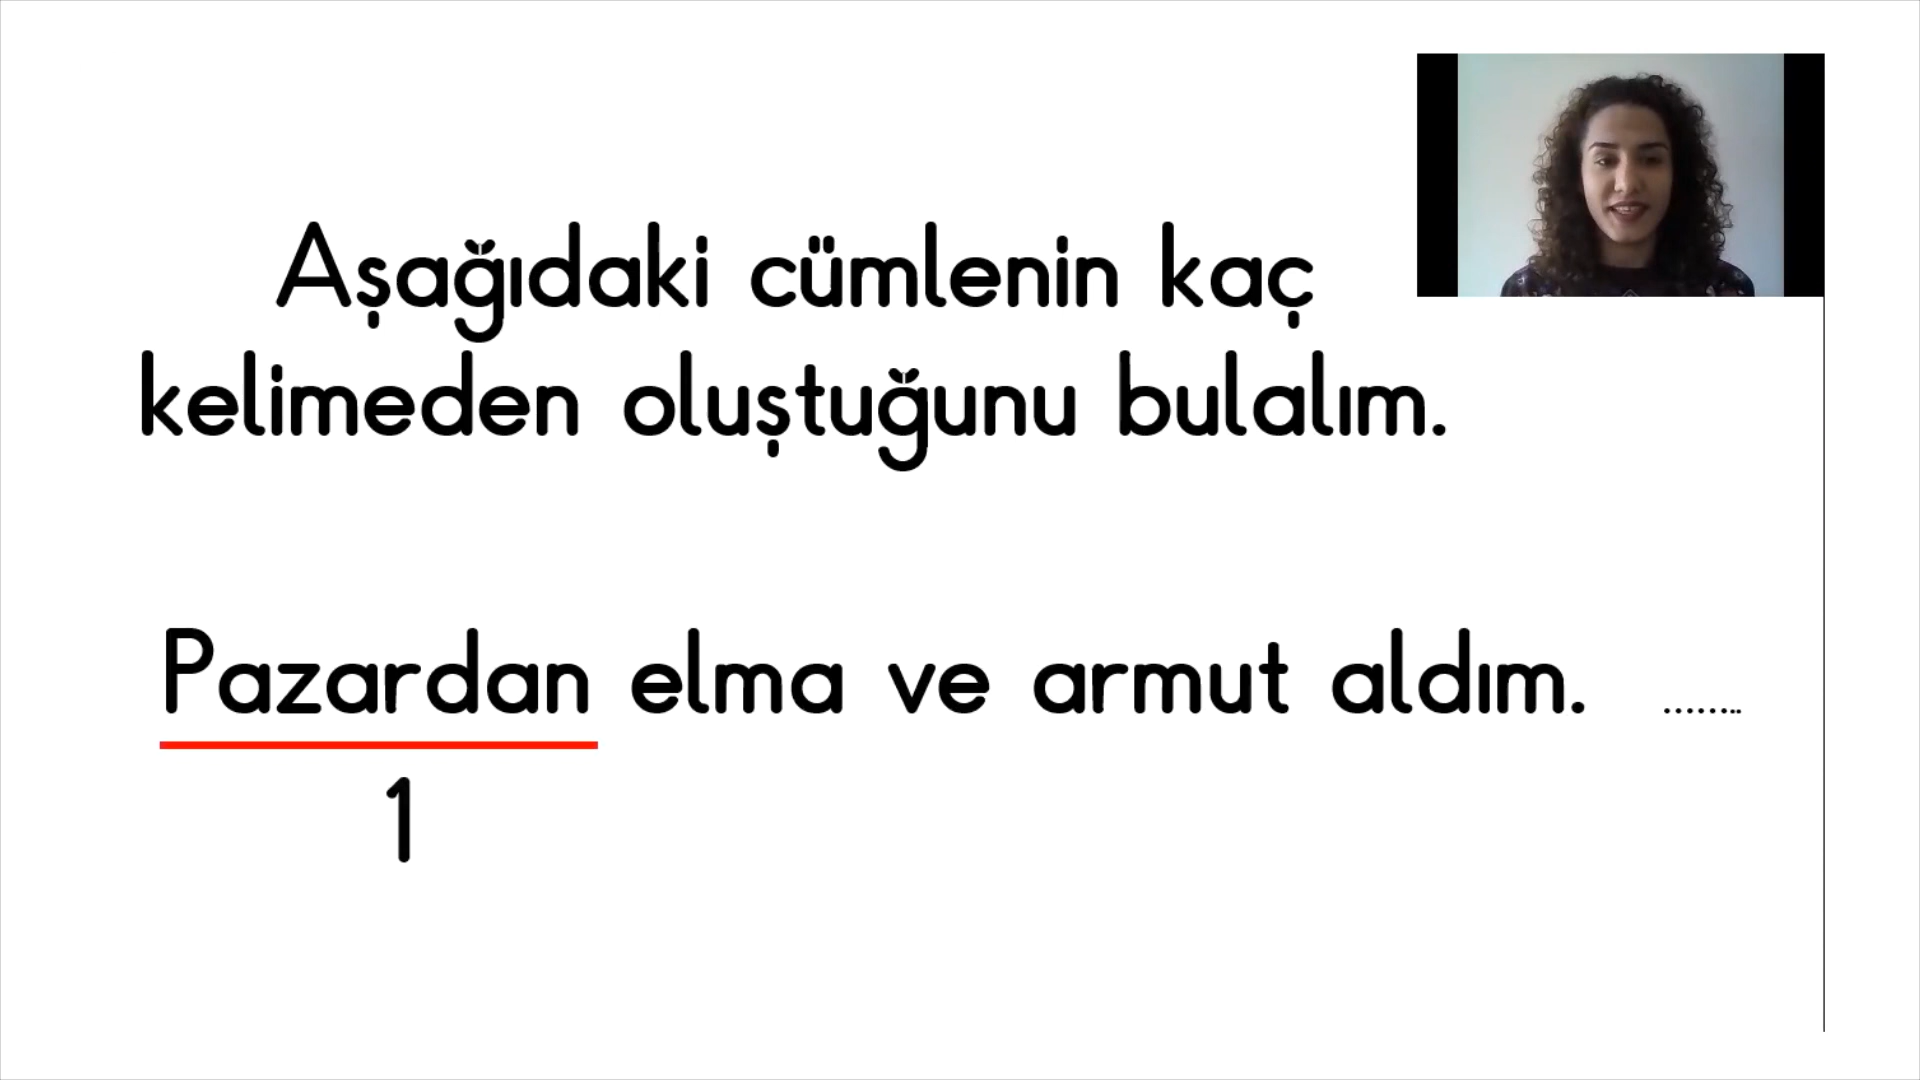 Aşağıdaki cümlenin kaç
kelimeden oluştuğunu bulalım.
Pazardan elma ve armut aldım. ........
1